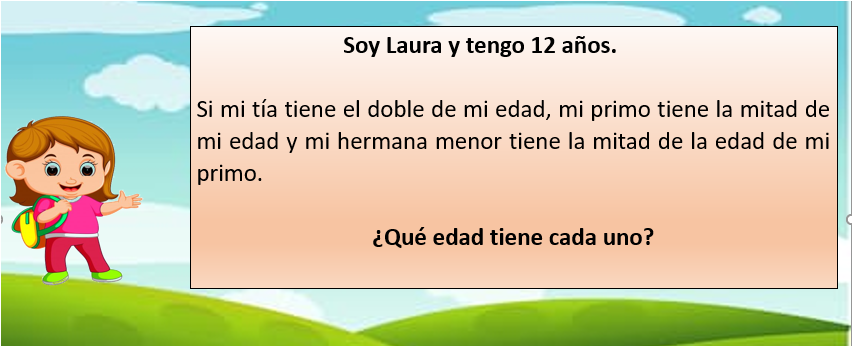 Soy Laura y tengo 12 años.
Si mi tía tiene el doble de mi edad, mi primo tiene la mitad de
mi edad y mi hermana menor tiene la mitad de la edad de mi
primo.
¿Qué edad tiene cada uno?